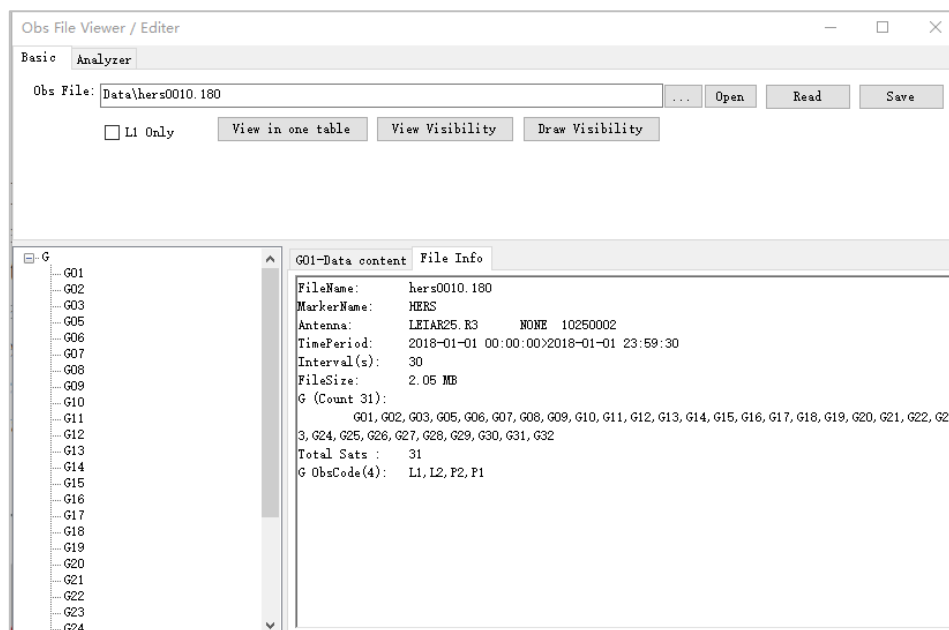 Obs File Viewer / Editer
Basic Analyzer
Obs File: Data\hers0010.18O ... Open Read Save
L1 Only View in one table View Visibility Draw Visibility
G
G01
G02
G03
G05
G06
G07
G08
G09
G10
G11
G12
G13
G14
G15
G16
G17
G18
G19
G20
G21
G22
G23
G24
G01-Data content File Info
FileName: hers0010.18O
MarkerName: HERS
Antenna: LEIAR25.R3 NONE 10250002
TimePeriod: 2018-01-01 00:00:00>2018-01-01 23:59:30
Interval(s): 30
FileSize: 2.05 MB
G (Count 31):
G01,G02,G03,G05,G06,G07,G08,G09,G10,G11,G12,G13,G14,G15,G16,G17,G18,G19,G20,G21,G22,G2
3,G24,G25,G26,G27,G28,G29,G30,G31,G32
Total Sats : 31
G ObsCode(4): L1,L2,P2,P1